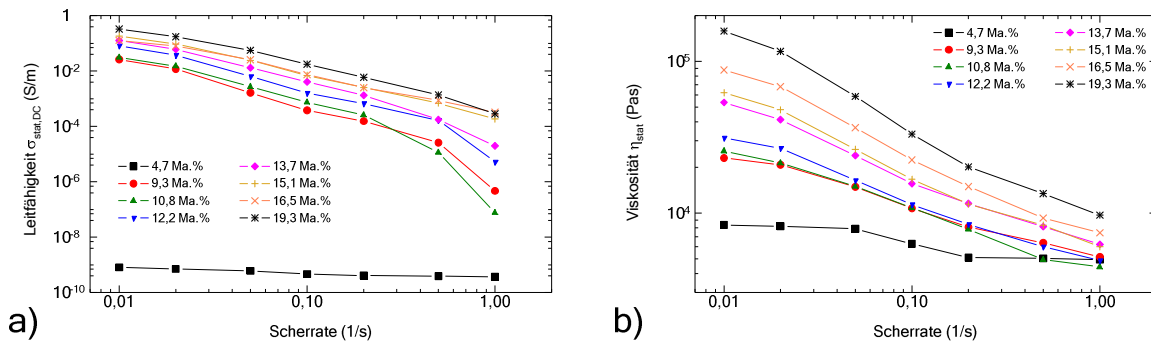 1
10⁻²
10⁻⁴
10⁻⁶
10⁻⁸
10⁻¹⁰
Leitfähigkeit σstat,DC (S/m)
4,7 Ma.%
9,3 Ma.%
10,8 Ma.%
12,2 Ma.%
13,7 Ma.%
15,1 Ma.%
16,5 Ma.%
19,3 Ma.%
0,01
0,10
1,00
Scherrate (1/s)
a)
10⁵
10⁴
Viskosität ηstat (Pas)
4,7 Ma.%
9,3 Ma.%
10,8 Ma.%
12,2 Ma.%
13,7 Ma.%
15,1 Ma.%
16,5 Ma.%
19,3 Ma.%
0,01
0,10
1,00
Scherrate (1/s)
b)